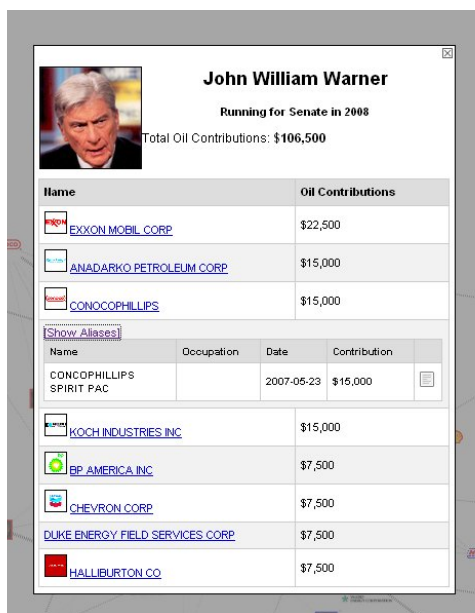 John William Warner
Running for Senate in 2008
Total Oil Contributions: $106,500
Name Oil Contributions
EXXON MOBIL CORP $22,500
ANADARKO PETROLEUM CORP $15,000
CONOCOPHILLIPS $15,000
[Show Aliases]
Name Occupation Date Contribution
CONCOPHILLIPS
SPIRIT PAC 2007-05-23 $15,000
KOCH INDUSTRIES INC $15,000
BP AMERICA INC $7,500
CHEVRON CORP $7,500
DUKE ENERGY FIELD SERVICES CORP $7,500
HALLIBURTON CO $7,500